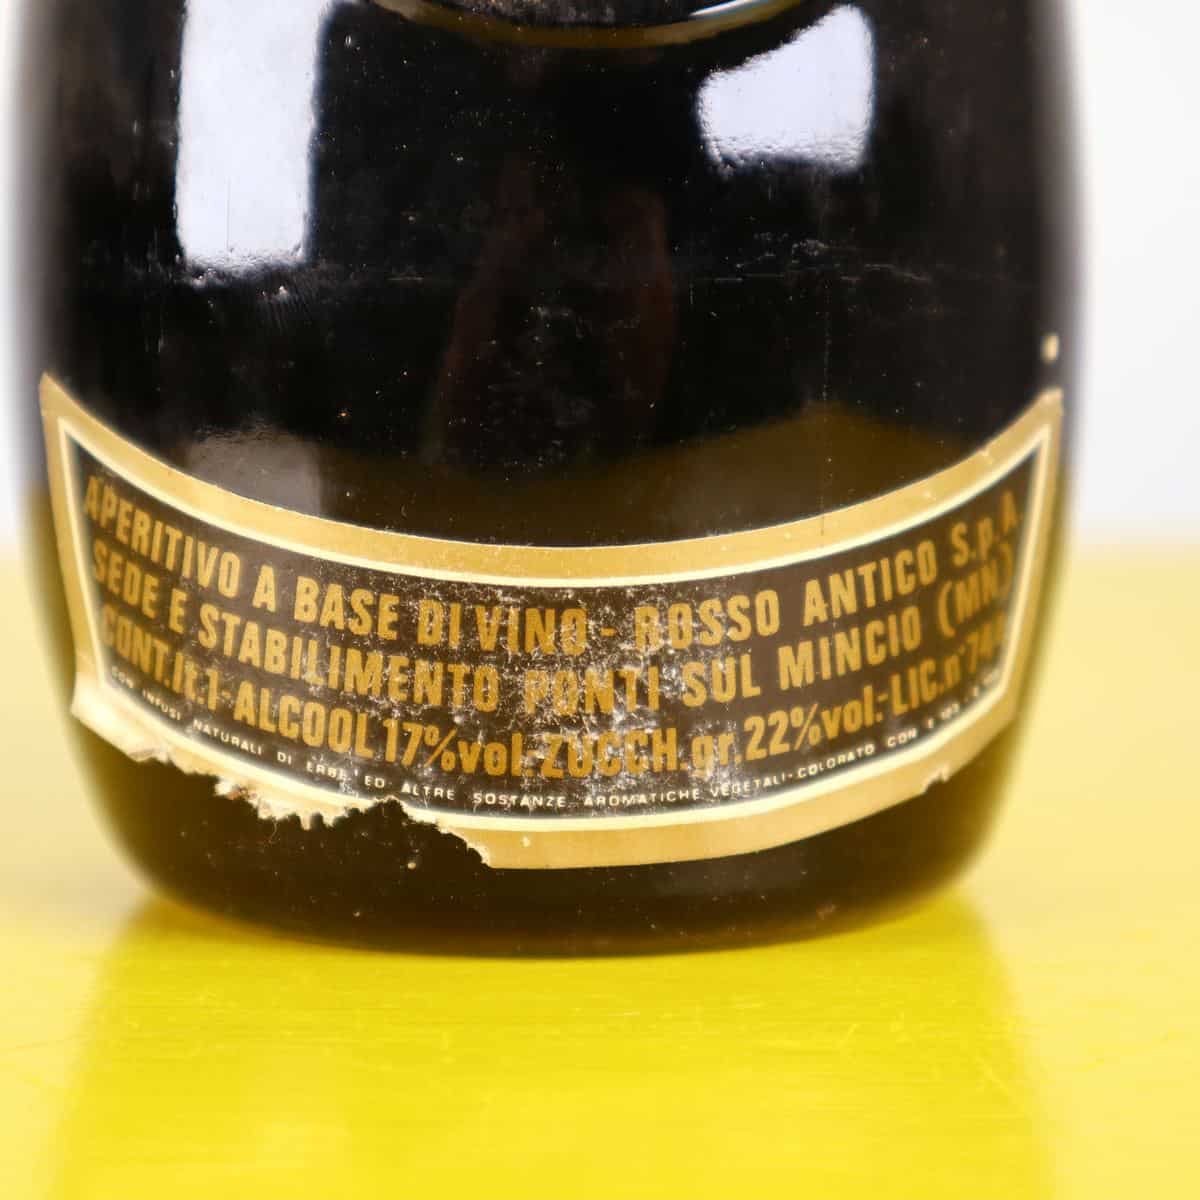 APERITIVO A BASE DI VINO - ROSSO ANTICO S.p.A.
SEDE E STABILIMENTO PONTI SUL MINCIO (MN)
CONT.lt.1-ALCOOL 17%vol.-ZUCCH.gr.22%vol.-LIC.n°
CON INFUSI NATURALI DI ERBE ED ALTRE SOSTANZE AROMATICHE VEGETALI-COLORATO CON E